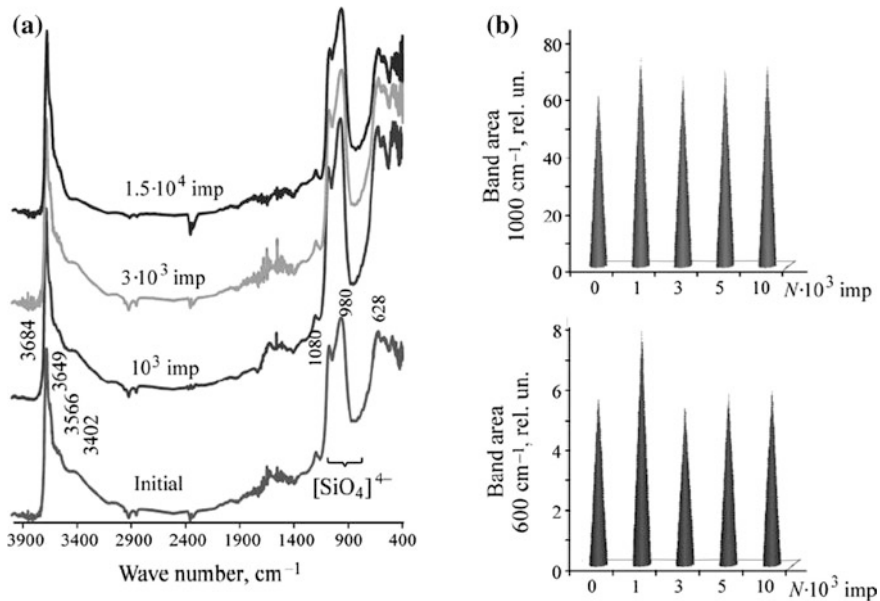 (a)
1.5·10⁴ imp
3·10³ imp
10³ imp
Initial
3684
3649
3566
3402
1080
980
628
[SiO₄]⁴⁻
3900 3400 2900 2400 1900 1400 900 400
Wave number, cm⁻¹
(b)
Band area
1000 cm⁻¹, rel. un.
80
60
40
20
0
0 1 3 5 10 N·10³ imp
Band area
600 cm⁻¹, rel. un.
8
6
4
2
0
0 1 3 5 10 N·10³ imp